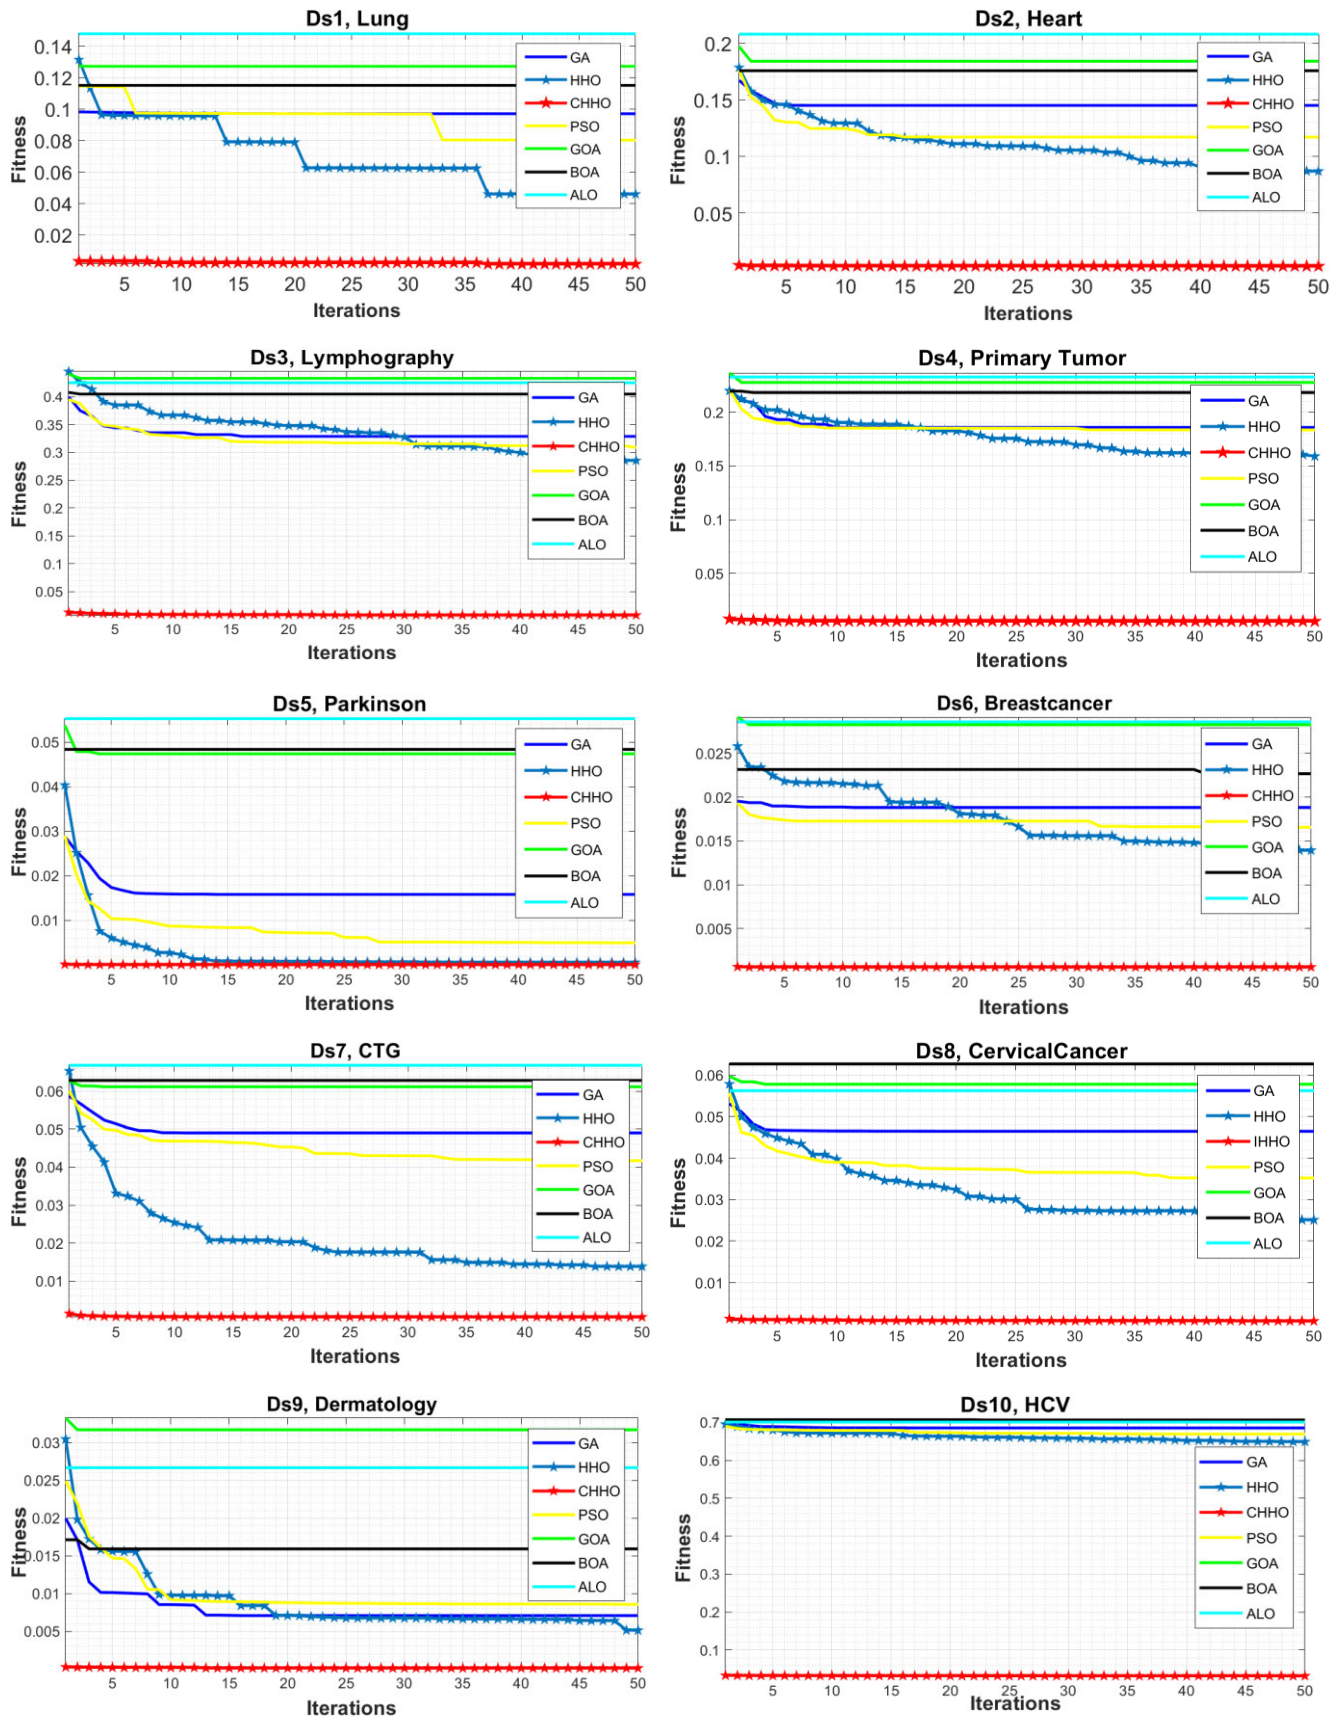 Ds1, Lung
Fitness
0.14
0.12
0.1
0.08
0.06
0.04
0.02
GA
HHO
CHHO
PSO
GOA
BOA
ALO
5 10 15 20 25 30 35 40 45 50
Iterations
Ds2, Heart
Fitness
0.2
0.15
0.1
0.05
GA
HHO
CHHO
PSO
GOA
BOA
ALO
5 10 15 20 25 30 35 40 45 50
Iterations
Ds3, Lymphography
Fitness
0.4
0.35
0.3
0.25
0.2
0.15
0.1
0.05
GA
HHO
CHHO
PSO
GOA
BOA
ALO
5 10 15 20 25 30 35 40 45 50
Iterations
Ds4, Primary Tumor
Fitness
0.2
0.15
0.1
0.05
GA
HHO
CHHO
PSO
GOA
BOA
ALO
5 10 15 20 25 30 35 40 45 50
Iterations
Ds5, Parkinson
Fitness
0.05
0.04
0.03
0.02
0.01
GA
HHO
CHHO
PSO
GOA
BOA
ALO
5 10 15 20 25 30 35 40 45 50
Iterations
Ds6, Breastcancer
Fitness
0.025
0.02
0.015
0.01
0.005
GA
HHO
CHHO
PSO
GOA
BOA
ALO
5 10 15 20 25 30 35 40 45 50
Iterations
Ds7, CTG
Fitness
0.06
0.05
0.04
0.03
0.02
0.01
GA
HHO
CHHO
PSO
GOA
BOA
ALO
5 10 15 20 25 30 35 40 45 50
Iterations
Ds8, CervicalCancer
Fitness
0.06
0.05
0.04
0.03
0.02
0.01
GA
HHO
IHHO
PSO
GOA
BOA
ALO
5 10 15 20 25 30 35 40 45 50
Iterations
Ds9, Dermatology
Fitness
0.03
0.025
0.02
0.015
0.01
0.005
GA
HHO
CHHO
PSO
GOA
BOA
ALO
5 10 15 20 25 30 35 40 45 50
Iterations
Ds10, HCV
Fitness
0.7
0.6
0.5
0.4
0.3
0.2
0.1
GA
HHO
CHHO
PSO
GOA
BOA
ALO
5 10 15 20 25 30 35 40 45 50
Iterations